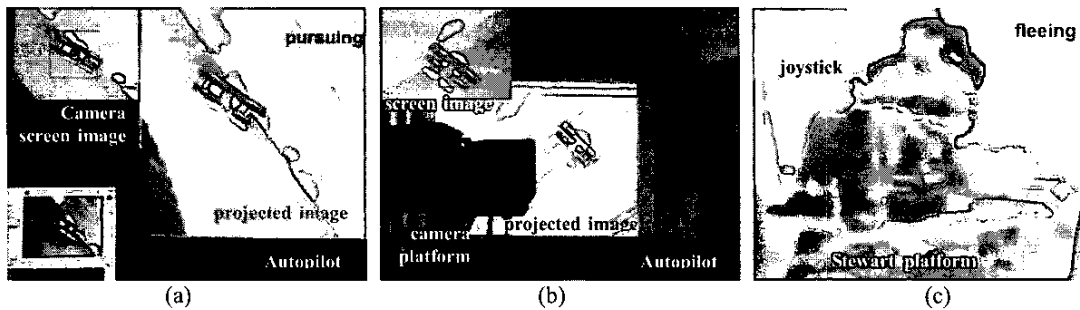 pursuing
Camera
screen image
projected image
Autopilot
(a)
screen image
projected image
camera
platform
Autopilot
(b)
fleeing
joystick
Stewart platform
(c)